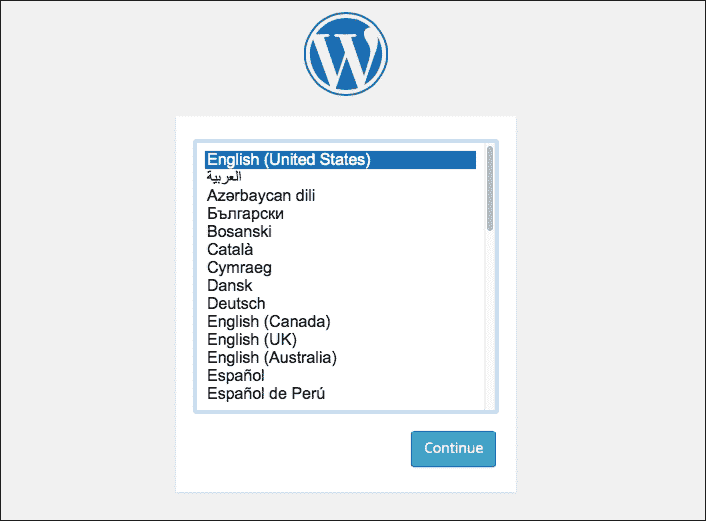 English (United States)
العربية
Azərbaycan dili
Български
Bosanski
Català
Cymraeg
Dansk
Deutsch
English (Canada)
English (UK)
English (Australia)
Español
Español de Perú
Continue